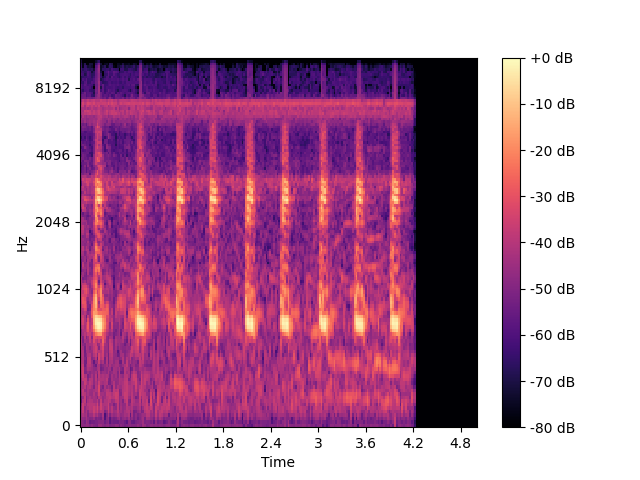 8192
4096
2048
1024
512
0
Hz
0 0.6 1.2 1.8 2.4 3 3.6 4.2 4.8
Time
+0 dB
-10 dB
-20 dB
-30 dB
-40 dB
-50 dB
-60 dB
-70 dB
-80 dB